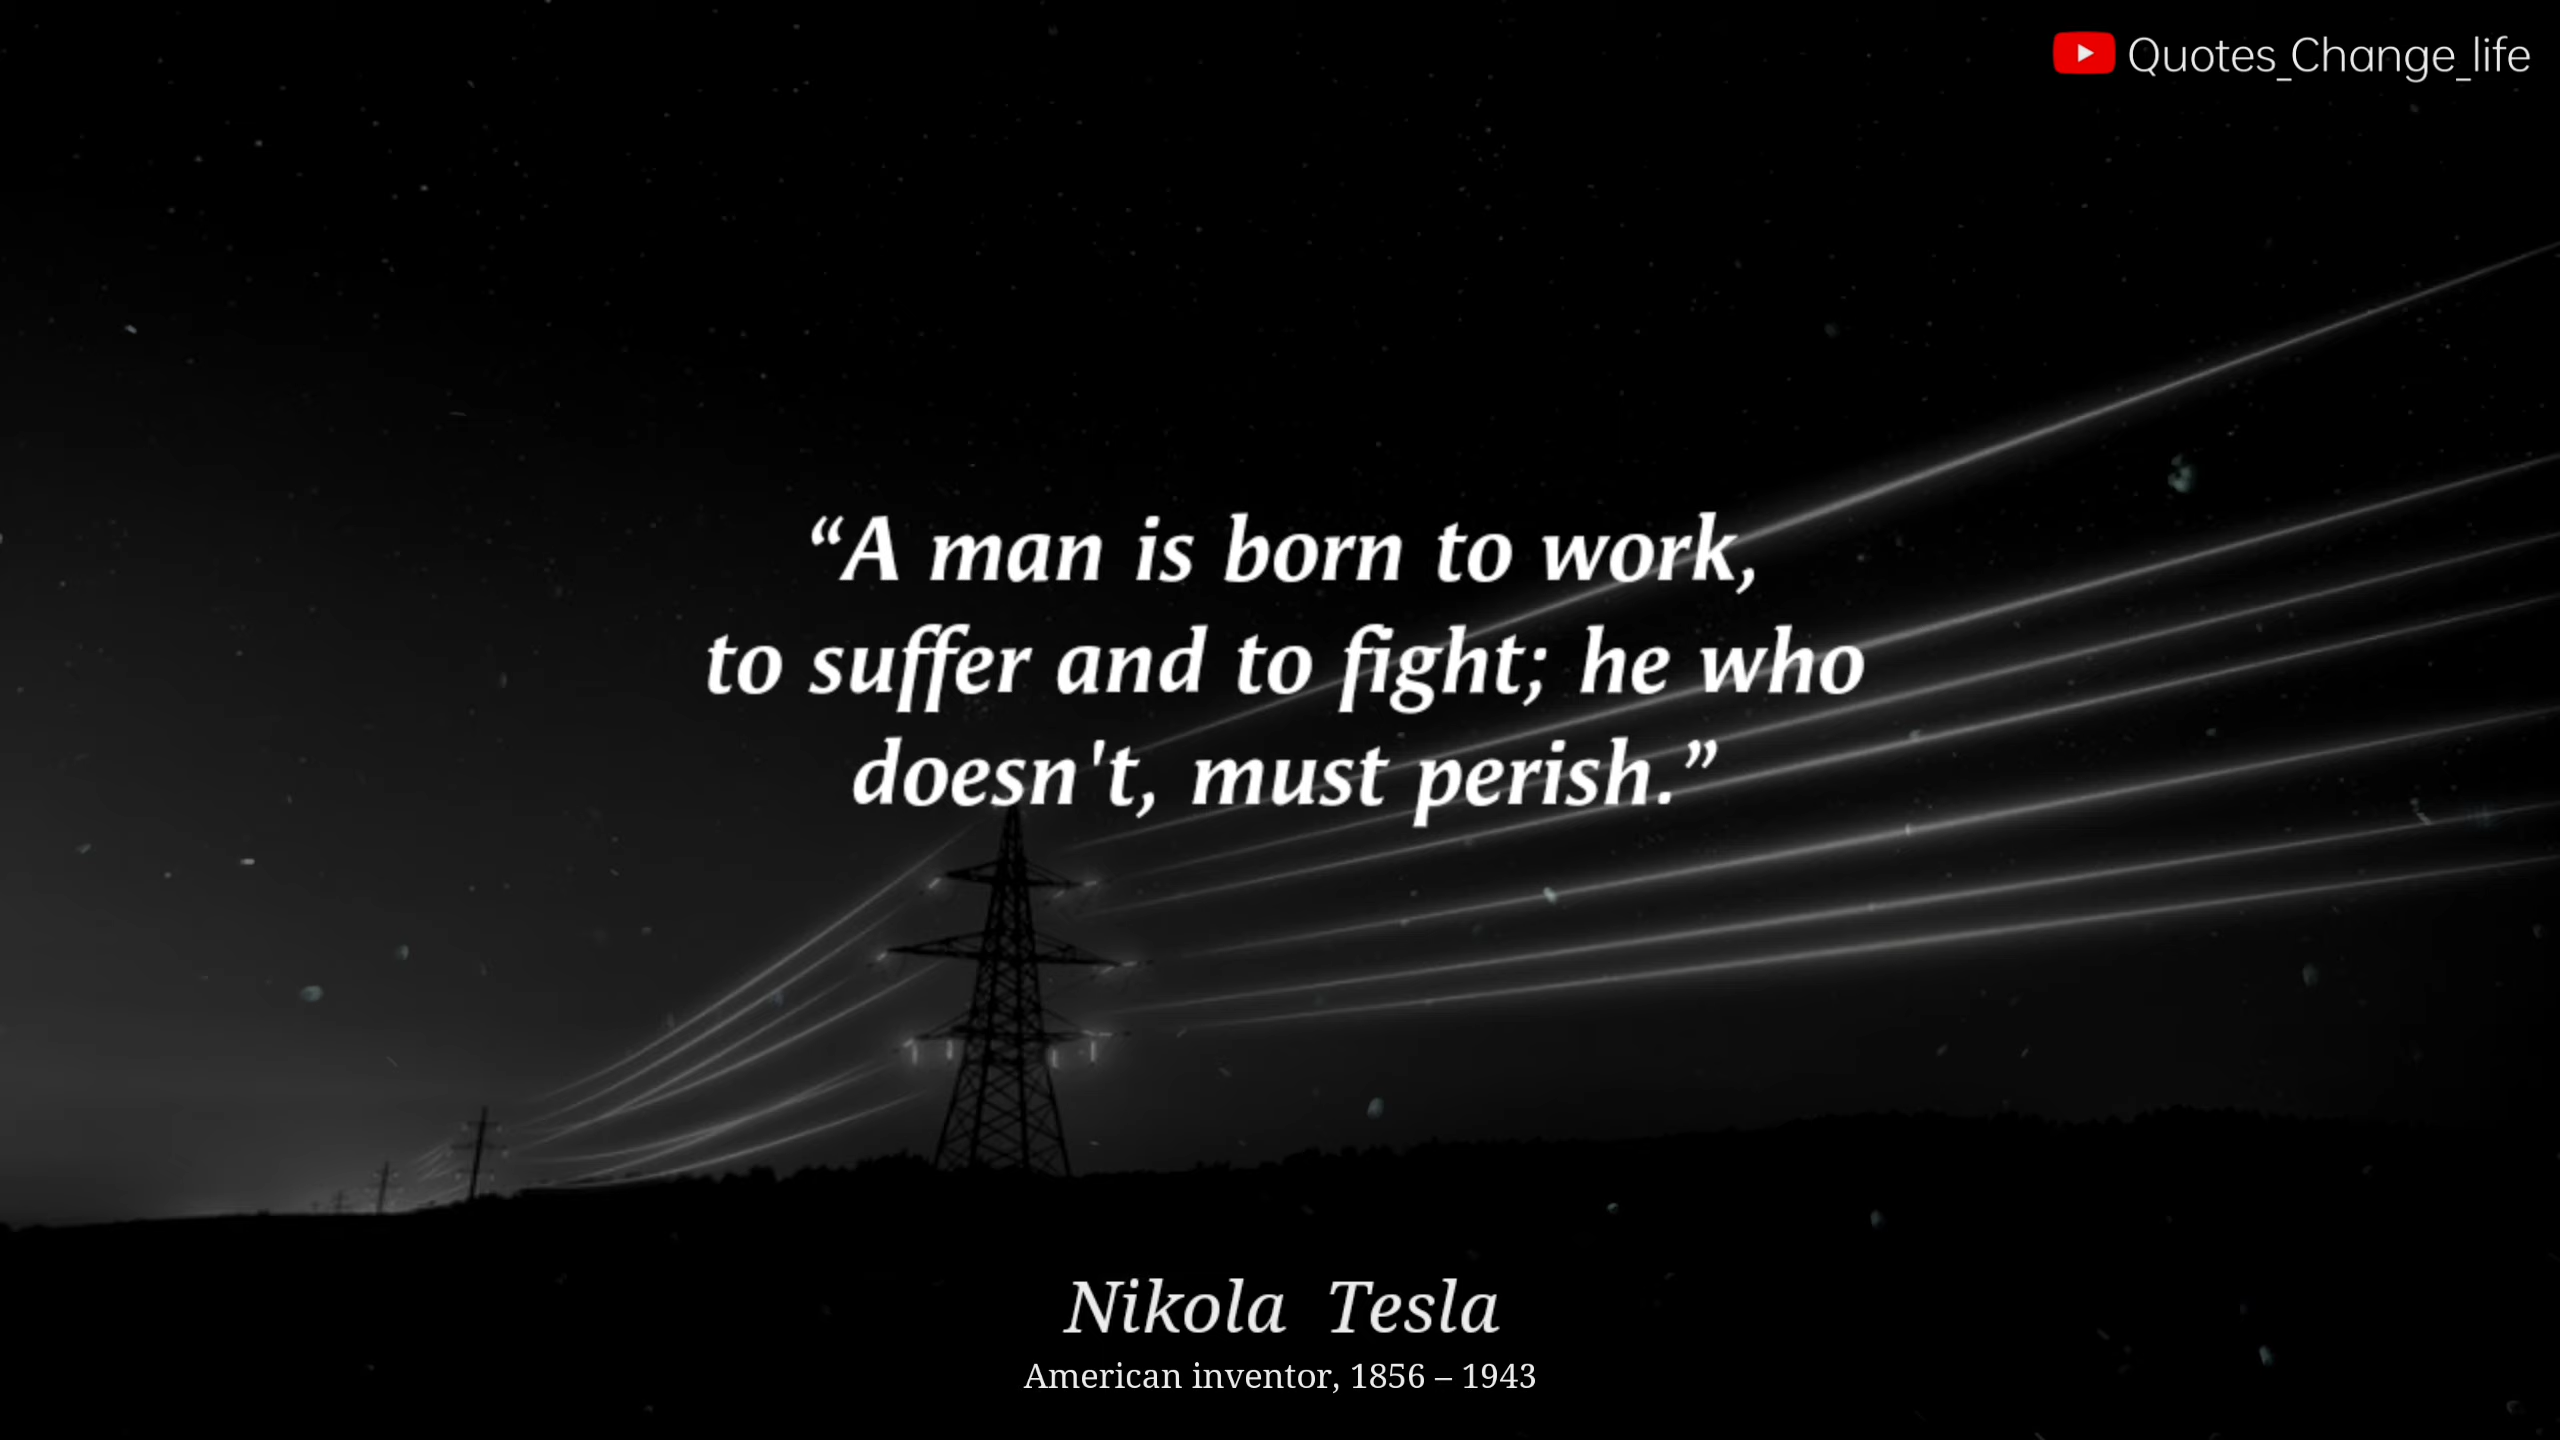 Quotes_Change_life
“A man is born to work,
to suffer and to fight; he who
doesn't, must perish.”
Nikola Tesla
American inventor, 1856 – 1943